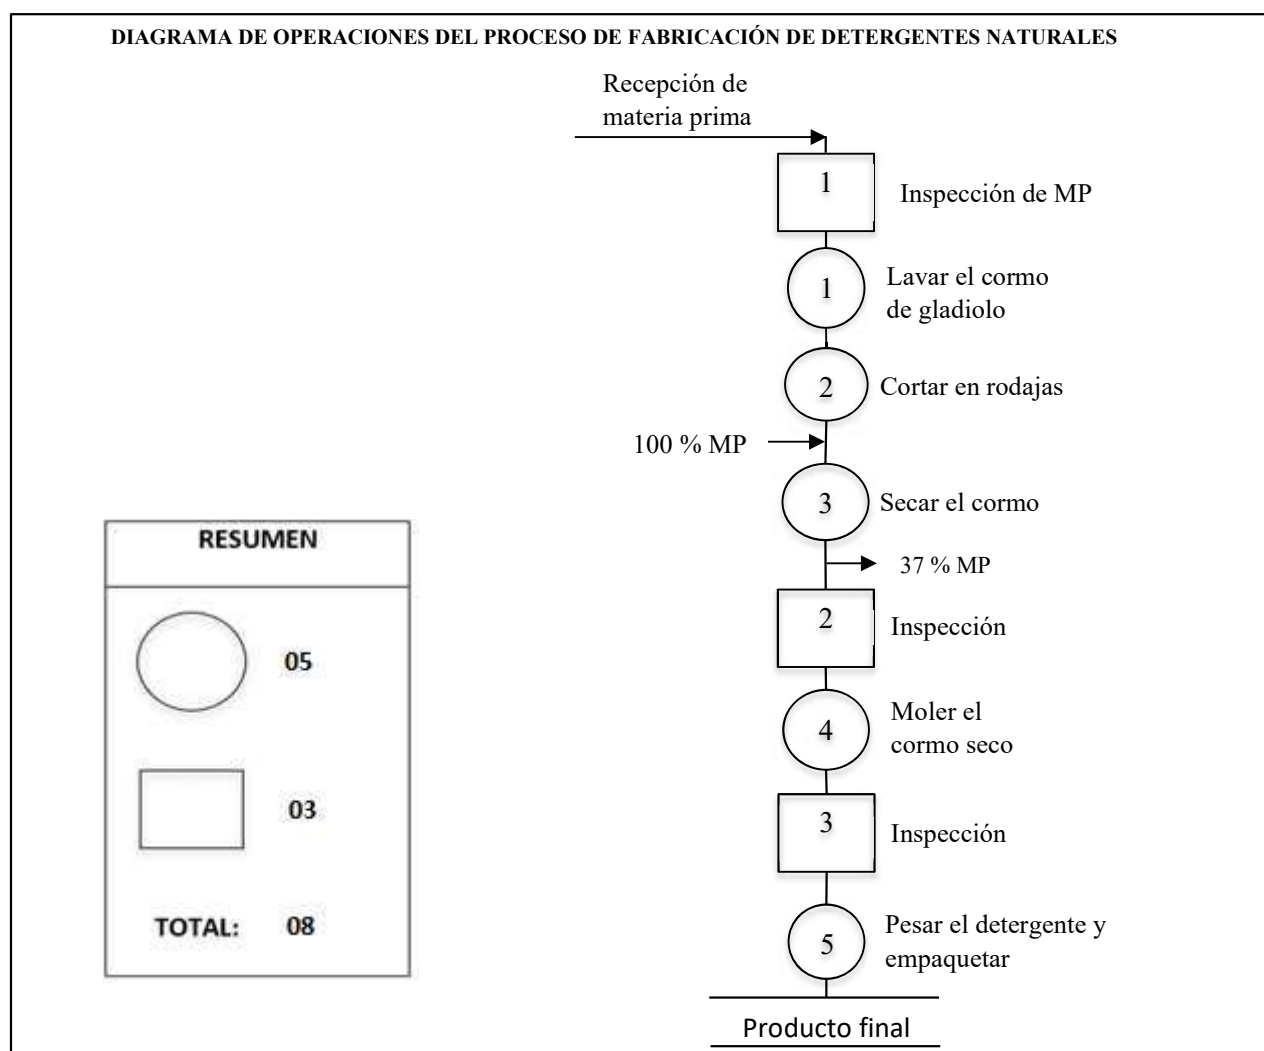 DIAGRAMA DE OPERACIONES DEL PROCESO DE FABRICACIÓN DE DETERGENTES NATURALES
Recepción de
materia prima
1
Inspección de MP
1
Lavar el cormo
de gladiolo
2
Cortar en rodajas
100 % MP
3
Secar el cormo
37 % MP
2
Inspección
4
Moler el
cormo seco
3
Inspección
5
Pesar el detergente y
empaquetar
Producto final
RESUMEN
05
03
TOTAL: 08